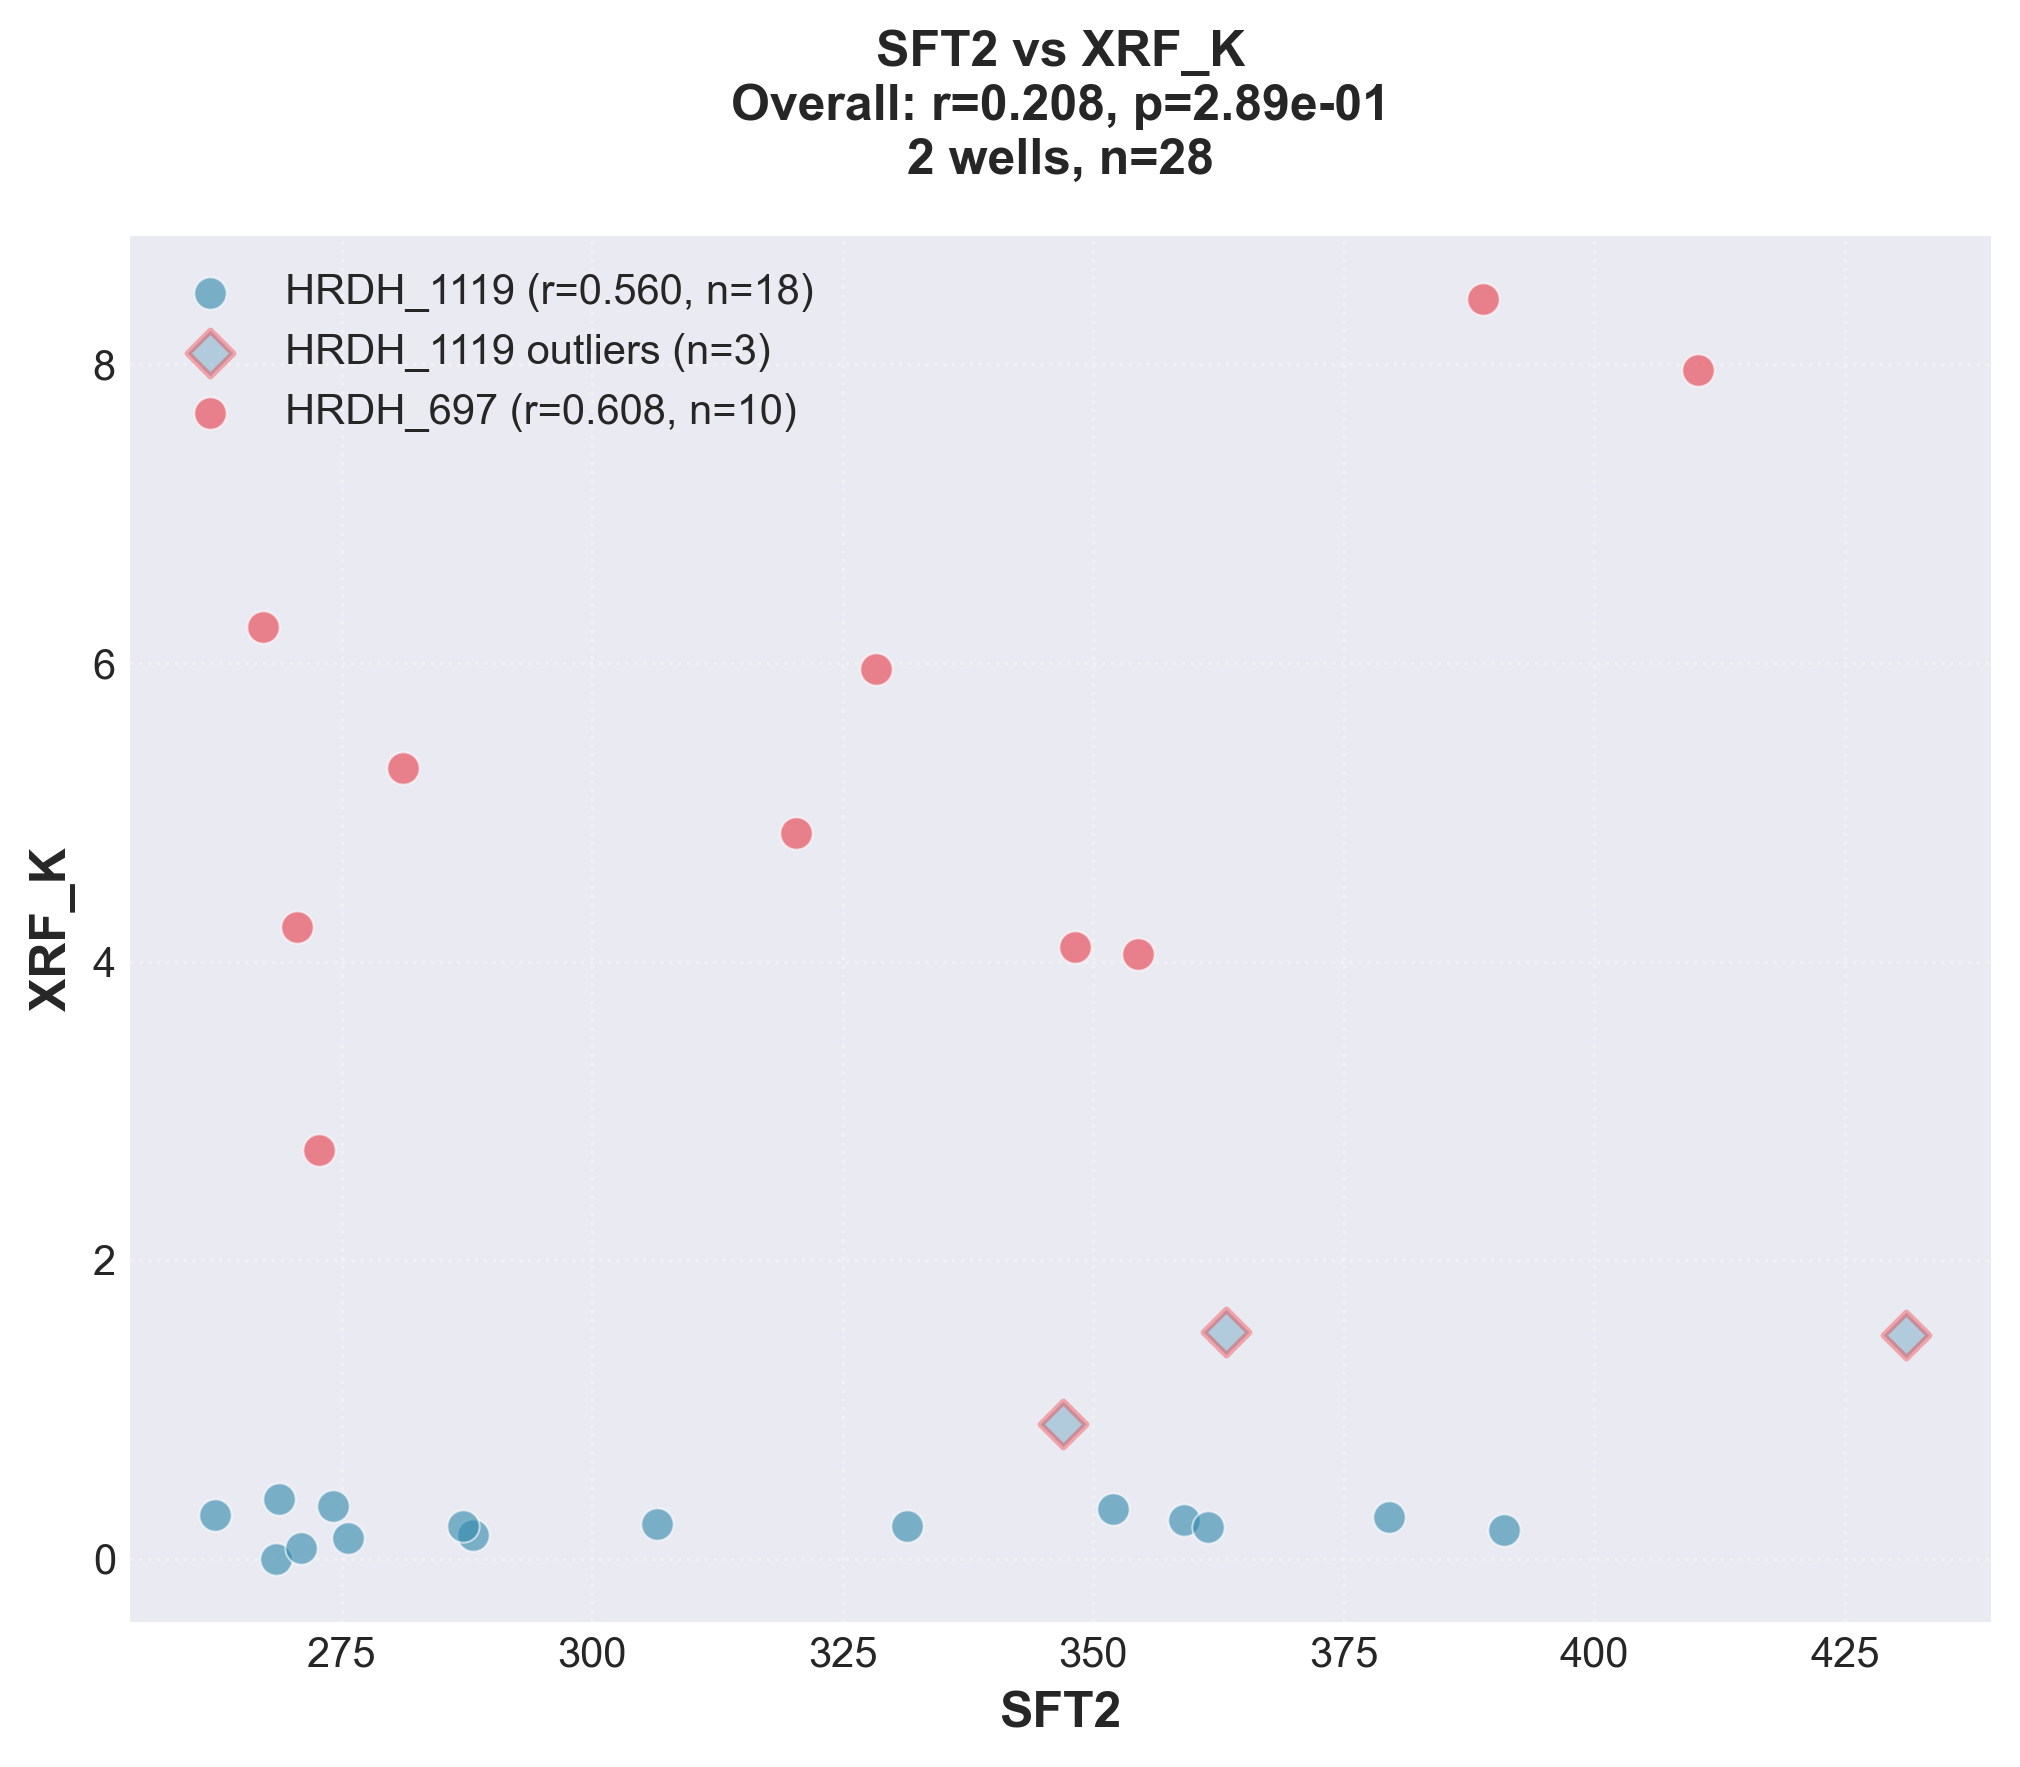 SFT2 vs XRF_K
Overall: r=0.208, p=2.89e-01
2 wells, n=28
HRDH_1119 (r=0.560, n=18)
HRDH_1119 outliers (n=3)
HRDH_697 (r=0.608, n=10)
8
6
4
2
0
XRF_K
275 300 325 350 375 400 425
SFT2